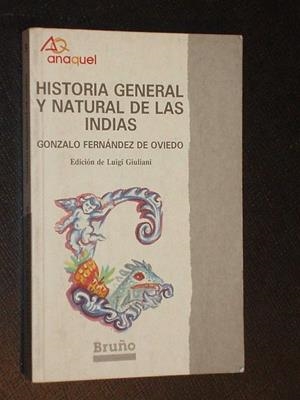 AQ
anaquel
HISTORIA GENERAL
Y NATURAL DE LAS
INDIAS
GONZALO FERNÁNDEZ DE OVIEDO
Edición de Luigi Giuliani
Bruño